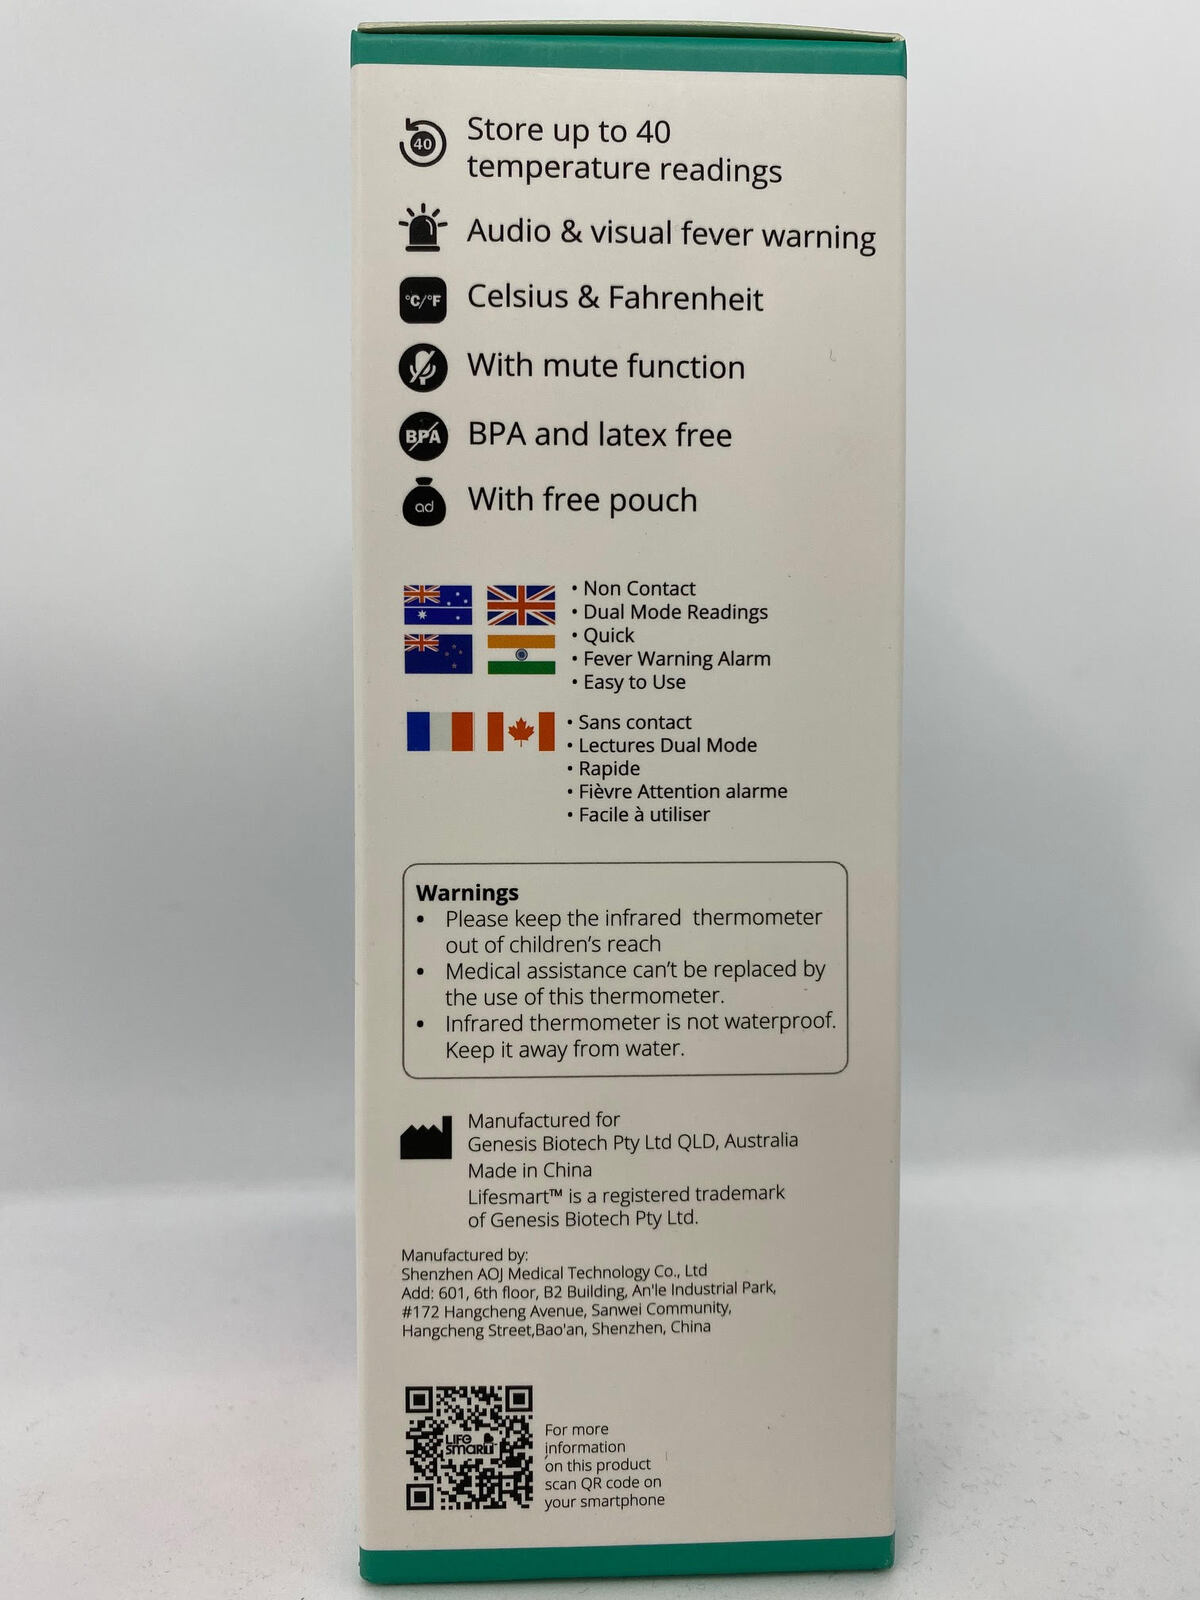 40
Store up to 40
temperature readings
Audio & visual fever warning
°C/°F
Celsius & Fahrenheit
With mute function
BPA
BPA and latex free
ad
With free pouch
• Non Contact
• Dual Mode Readings
• Quick
• Fever Warning Alarm
• Easy to Use
• Sans contact
• Lectures Dual Mode
• Rapide
• Fièvre Attention alarme
• Facile à utiliser
Warnings
• Please keep the infrared thermometer
out of children's reach
• Medical assistance can't be replaced by
the use of this thermometer.
• Infrared thermometer is not waterproof.
Keep it away from water.
Manufactured for
Genesis Biotech Pty Ltd QLD, Australia
Made in China
Lifesmart™ is a registered trademark
of Genesis Biotech Pty Ltd.
Manufactured by:
Shenzhen AOJ Medical Technology Co., Ltd
Add: 601, 6th floor, B2 Building, An'le Industrial Park,
#172 Hangcheng Avenue, Sanwei Community,
Hangcheng Street,Bao'an, Shenzhen, China
LIFE
SMART
For more
information
on this product
scan QR code on
your smartphone